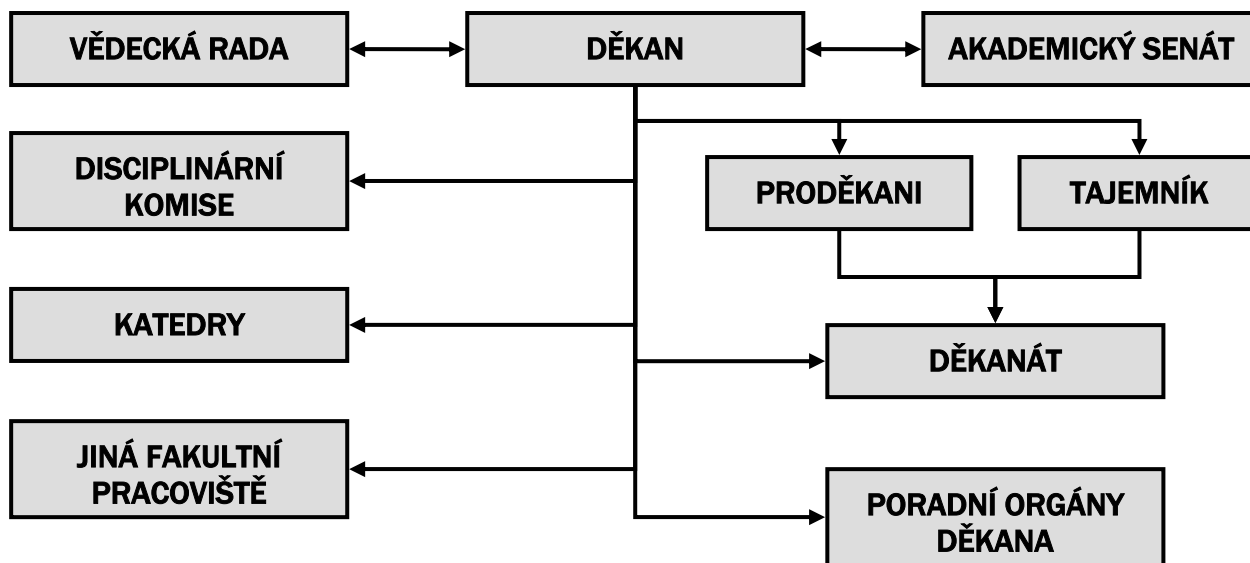 VĚDECKÁ RADA
DĚKAN
AKADEMICKÝ SENÁT
DISCIPLINÁRNÍ
KOMISE
PRODĚKANI
TAJEMNÍK
KATEDRY
DĚKANÁT
JINÁ FAKULTNÍ
PRACOVIŠTĚ
PORADNÍ ORGÁNY
DĚKANA